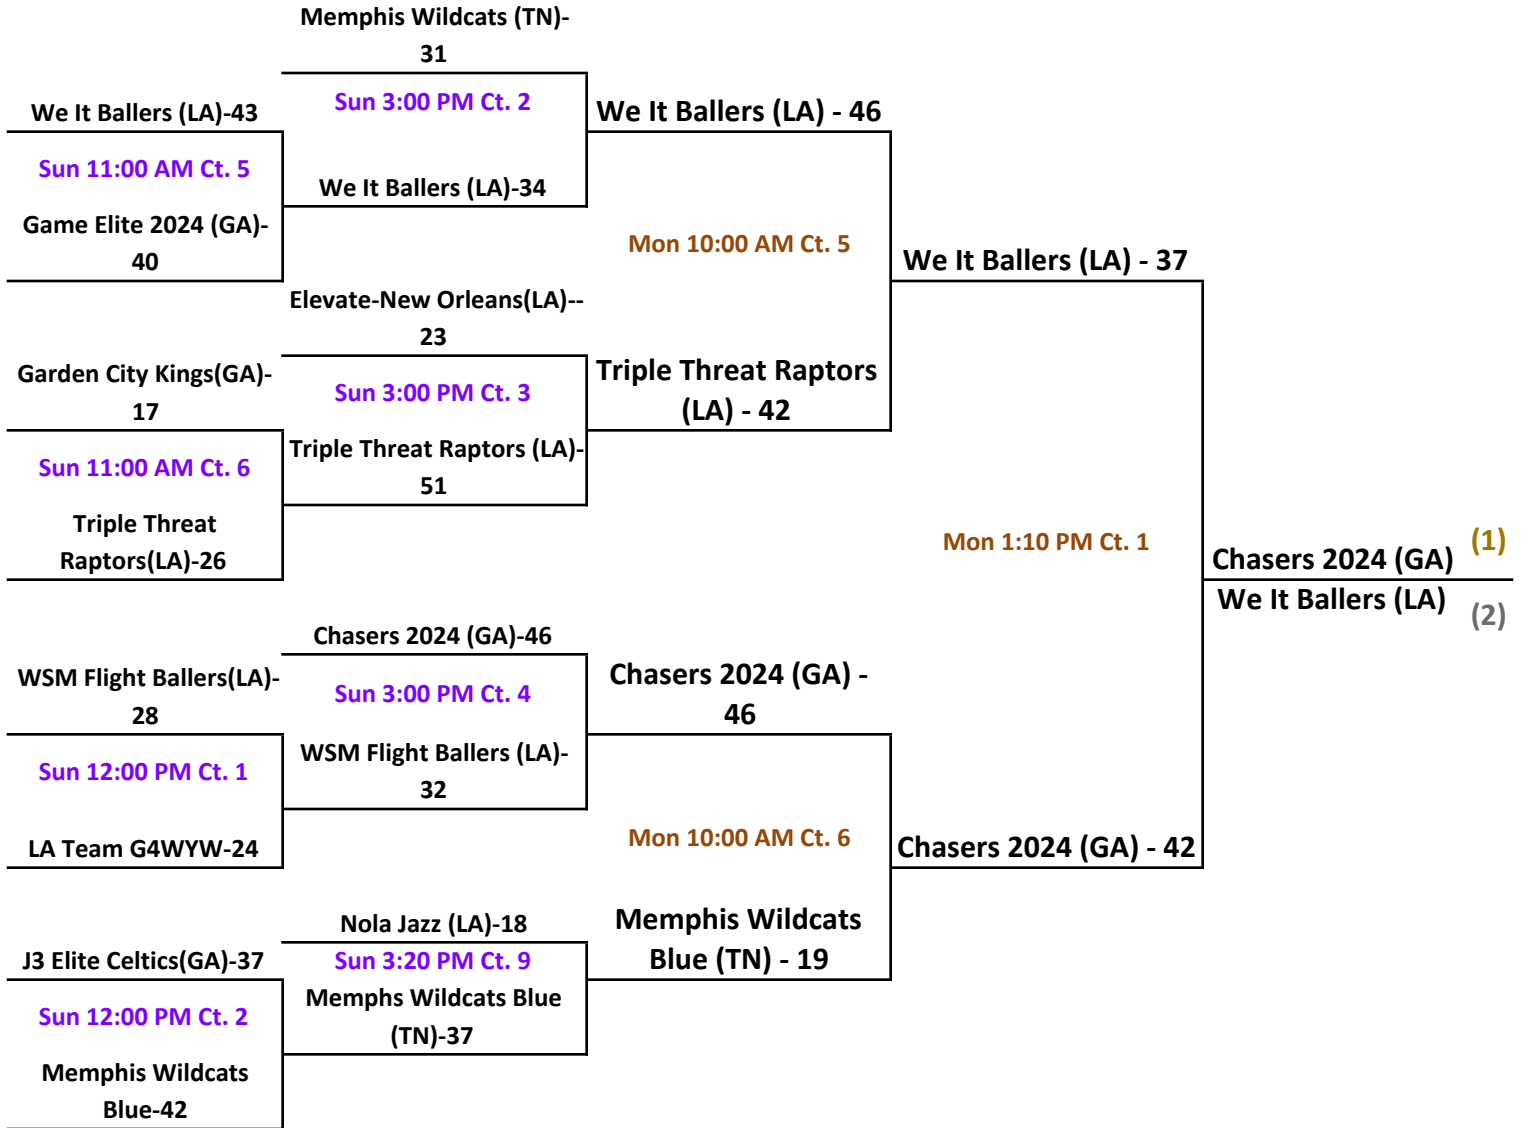 Memphis Wildcats (TN)-
31
Sun 3:00 PM Ct. 2
We It Ballers (LA)-43
We It Ballers (LA) - 46
Sun 11:00 AM Ct. 5
We It Ballers (LA)-34
Game Elite 2024 (GA)-
40
Mon 10:00 AM Ct. 5
We It Ballers (LA) - 37
Elevate-New Orleans(LA)--
23
Garden City Kings(GA)-
17
Sun 3:00 PM Ct. 3
Triple Threat Raptors
(LA) - 42
Sun 11:00 AM Ct. 6
Triple Threat Raptors (LA)-
51
Triple Threat
Raptors(LA)-26
Mon 1:10 PM Ct. 1
Chasers 2024 (GA) (1)
We It Ballers (LA) (2)
Chasers 2024 (GA)-46
WSM Flight Ballers(LA)-
28
Sun 3:00 PM Ct. 4
Chasers 2024 (GA) -
46
Sun 12:00 PM Ct. 1
WSM Flight Ballers (LA)-
32
LA Team G4WYW-24
Mon 10:00 AM Ct. 6
Chasers 2024 (GA) - 42
Nola Jazz (LA)-18
J3 Elite Celtics(GA)-37
Sun 3:20 PM Ct. 9
Memphis Wildcats
Blue (TN) - 19
Sun 12:00 PM Ct. 2
Memphs Wildcats Blue
(TN)-37
Memphis Wildcats
Blue-42